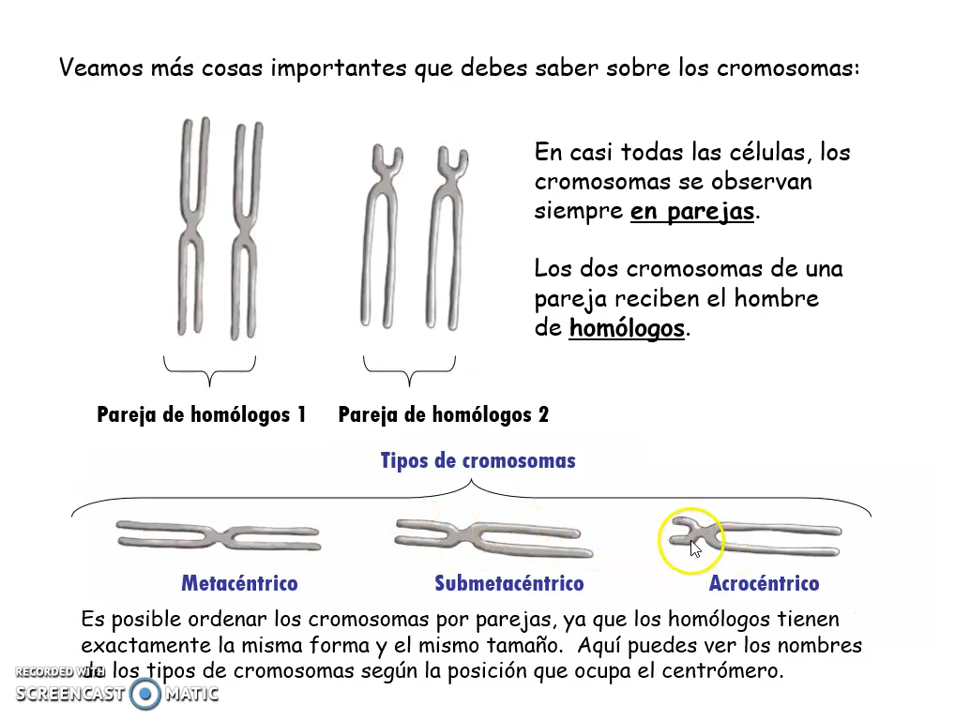 Veamos más cosas importantes que debes saber sobre los cromosomas:
En casi todas las células, los
cromosomas se observan
siempre en parejas.
Los dos cromosomas de una
pareja reciben el hombre
de homólogos.
Pareja de homólogos 1
Pareja de homólogos 2
Tipos de cromosomas
Metacéntrico
Submetacéntrico
Acrocéntrico
Es posible ordenar los cromosomas por parejas, ya que los homólogos tienen
exactamente la misma forma y el mismo tamaño. Aquí puedes ver los nombres
de los tipos de cromosomas según la posición que ocupa el centrómero.
RECORDED WITH
SCREENCAST MATIC